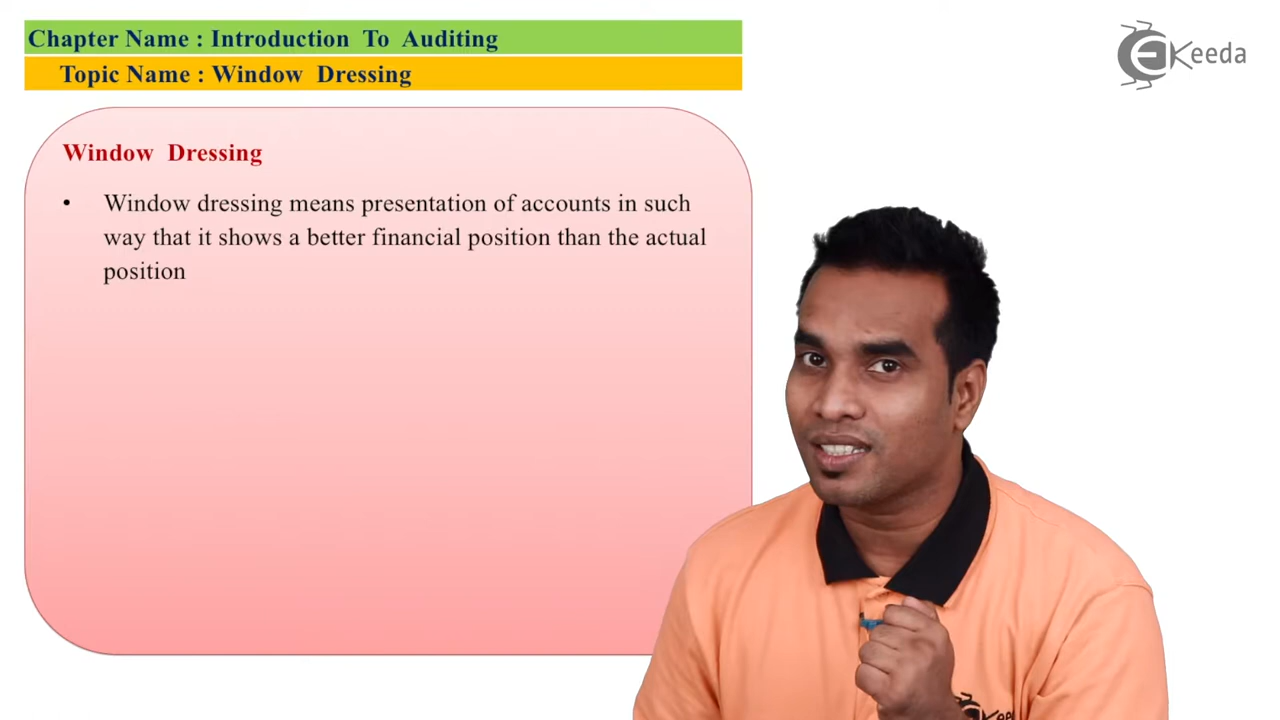 Chapter Name : Introduction To Auditing
Topic Name : Window Dressing
EKeeda
Window Dressing
• Window dressing means presentation of accounts in such
way that it shows a better financial position than the actual
position
eKeed